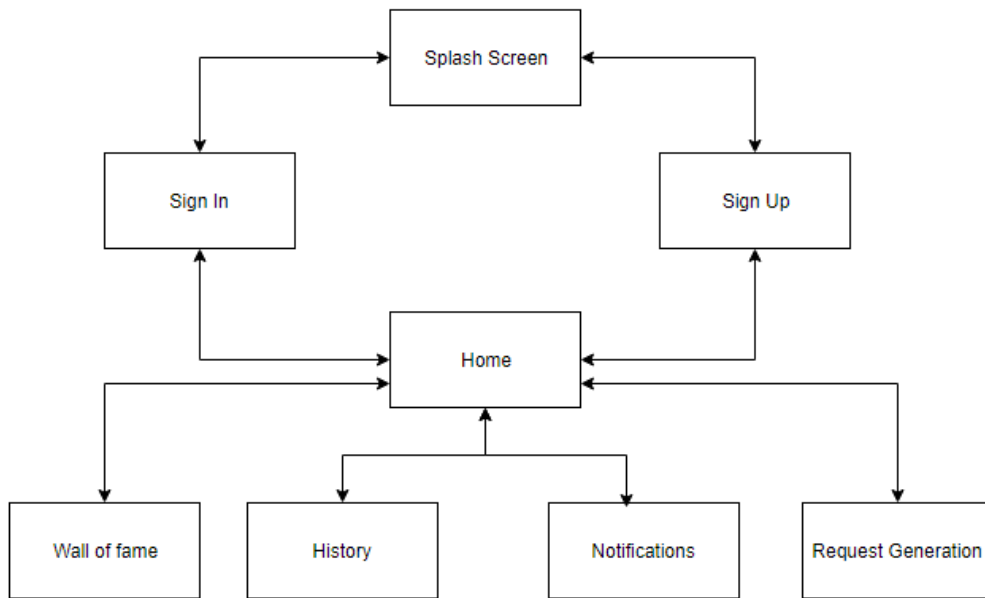 Splash Screen
Sign In
Sign Up
Home
Wall of fame
History
Notifications
Request Generation